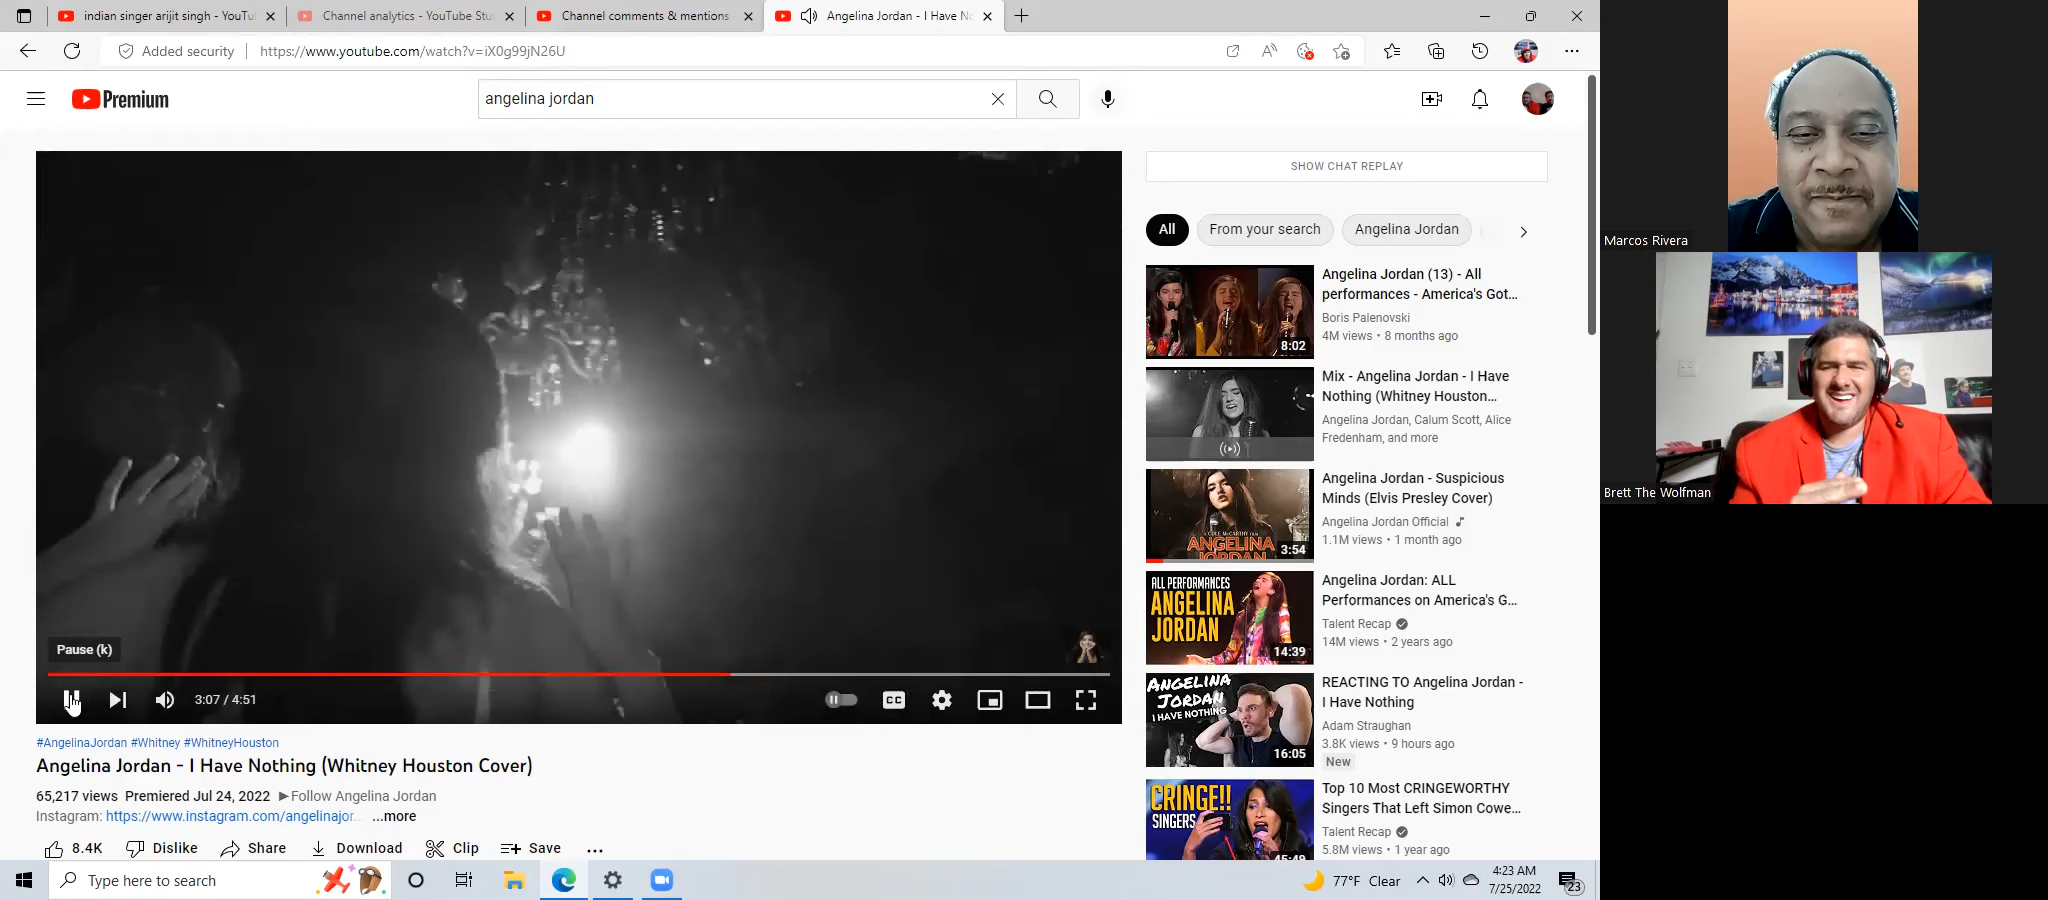 indian singer arijit singh - YouTu
Channel analytics - YouTube Stu
Channel comments & mentions -
Angelina Jordan - I Have No
Added security
https://www.youtube.com/watch?v=iX0g99jN26U
Premium
angelina jordan
SHOW CHAT REPLAY
All
From your search
Angelina Jordan
Angelina Jordan (13) - All
performances - America's Got...
Boris Palenovski
4M views • 8 months ago
8:02
Mix - Angelina Jordan - I Have
Nothing (Whitney Houston...
Angelina Jordan, Calum Scott, Alice
Fredenham, and more
Angelina Jordan - Suspicious
Minds (Elvis Presley Cover)
Angelina Jordan Official
1.1M views • 1 month ago
A COLE McCARTHY FILM
ANGELINA
JORDAN
3:54
Angelina Jordan: ALL
Performances on America's G...
Talent Recap
14M views • 2 years ago
ALL PERFORMANCES
ANGELINA
JORDAN
14:39
REACTING TO Angelina Jordan -
I Have Nothing
Adam Straughan
3.8K views • 9 hours ago
New
ANGELINA
JORDAN
I HAVE NOTHING
16:05
Top 10 Most CRINGEWORTHY
Singers That Left Simon Cowe...
Talent Recap
5.8M views • 1 year ago
CRINGE!!
SINGERS
45:49
Pause (k)
3:07 / 4:51
CC
#AngelinaJordan #Whitney #WhitneyHouston
Angelina Jordan - I Have Nothing (Whitney Houston Cover)
65,217 views Premiered Jul 24, 2022 ►Follow Angelina Jordan
Instagram: https://www.instagram.com/angelinajor... ...more
8.4K
Dislike
Share
Download
Clip
Save
Type here to search
77°F Clear
4:23 AM
7/25/2022
23
Marcos Rivera
Brett The Wolfman